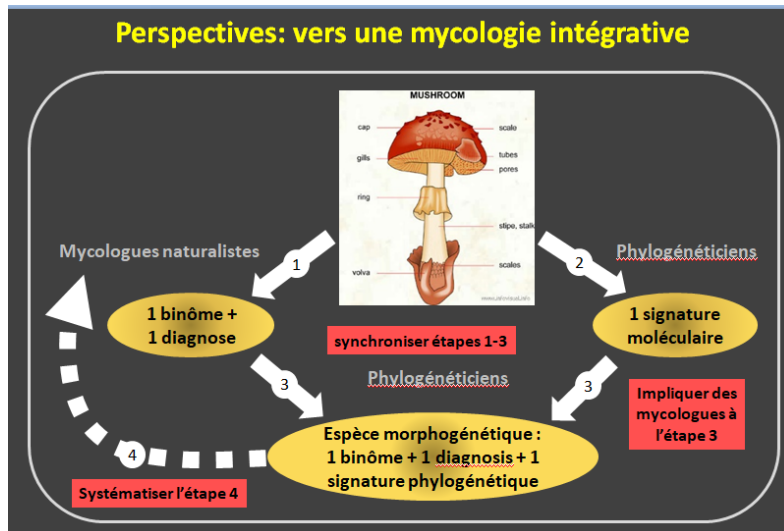 Perspectives: vers une mycologie intégrative
MUSHROOM
cap
scale
gills
tubes
pores
ring
stipe, stalk
scales
volva
Mycologues naturalistes
1
2
Phylogénéticiens
1 binôme +
1 diagnose
synchroniser étapes 1-3
1 signature
moléculaire
3
Phylogénéticiens
3
Impliquer des
mycologues à
l'étape 3
Espèce morphogénétique :
1 binôme + 1 diagnosis + 1
signature phylogénétique
4
Systématiser l'étape 4